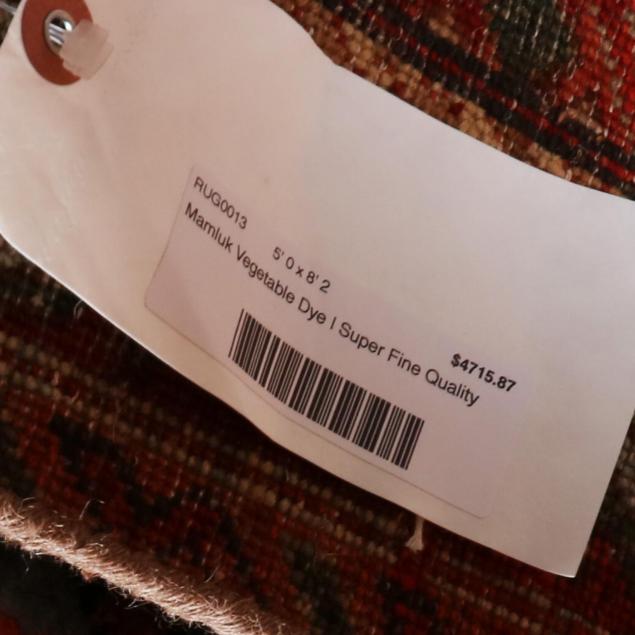 RUG0013
5' 0 x 8' 2
Mamluk Vegetable Dye I Super Fine Quality
$4715.87